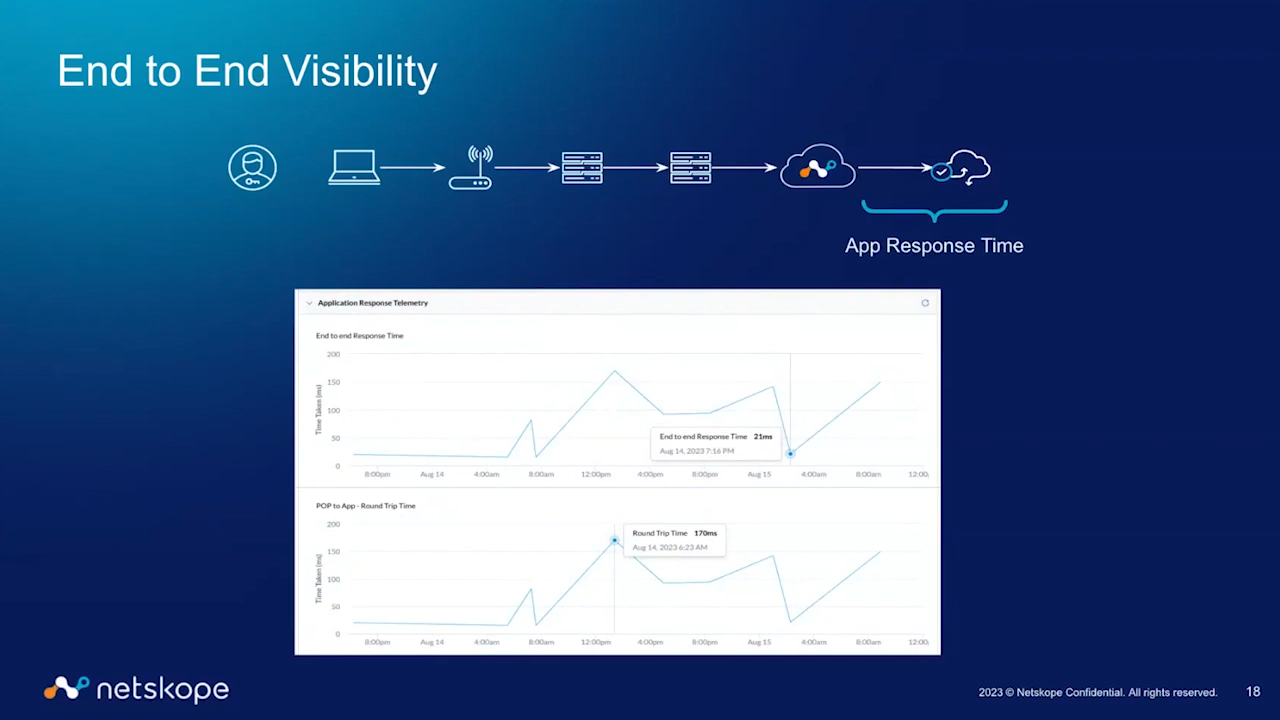 End to End Visibility
App Response Time
Application Response Telemetry
End to end Response Time
200
150
100
50
0
Time Taken (ms)
End to end Response Time 21ms
Aug 14, 2023 7:16 PM
8:00pm Aug 14 4:00am 8:00am 12:00pm 4:00pm 8:00pm Aug 15 4:00am 8:00am 12:00,
POP to App - Round Trip Time
200
150
100
50
0
Time Taken (ms)
Round Trip Time 170ms
Aug 14, 2023 6:23 AM
8:00pm Aug 14 4:00am 8:00am 12:00pm 4:00pm 8:00pm Aug 15 4:00am 8:00am 12:00,
netskope
2023 © Netskope Confidential. All rights reserved. 18